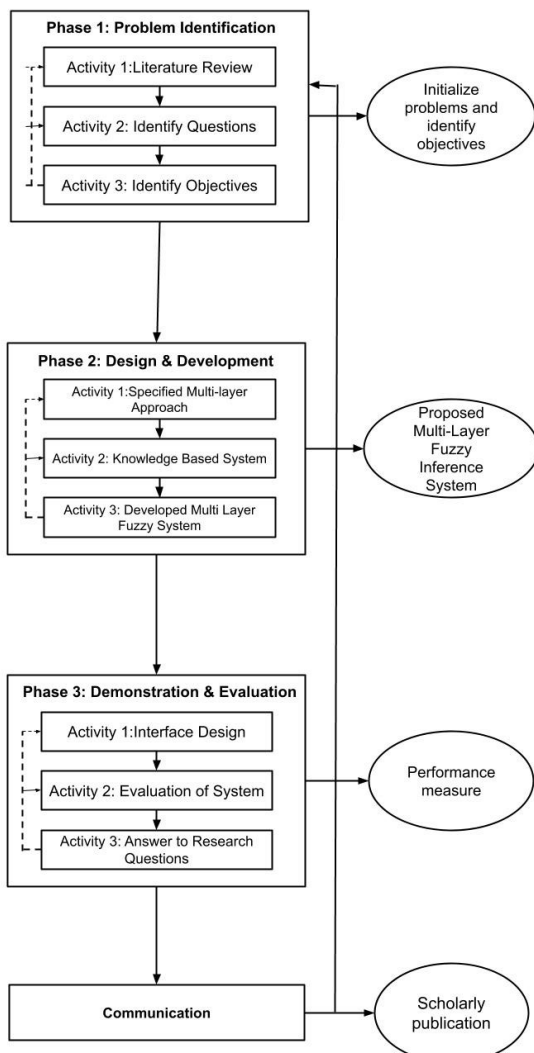 Phase 1: Problem Identification
Activity 1:Literature Review
Activity 2: Identify Questions
Activity 3: Identify Objectives
Initialize
problems and
identify
objectives
Phase 2: Design & Development
Activity 1:Specified Multi-layer
Approach
Activity 2: Knowledge Based System
Activity 3: Developed Multi Layer
Fuzzy System
Proposed
Multi-Layer
Fuzzy
Inference
System
Phase 3: Demonstration & Evaluation
Activity 1:Interface Design
Activity 2: Evaluation of System
Activity 3: Answer to Research
Questions
Performance
measure
Communication
Scholarly
publication